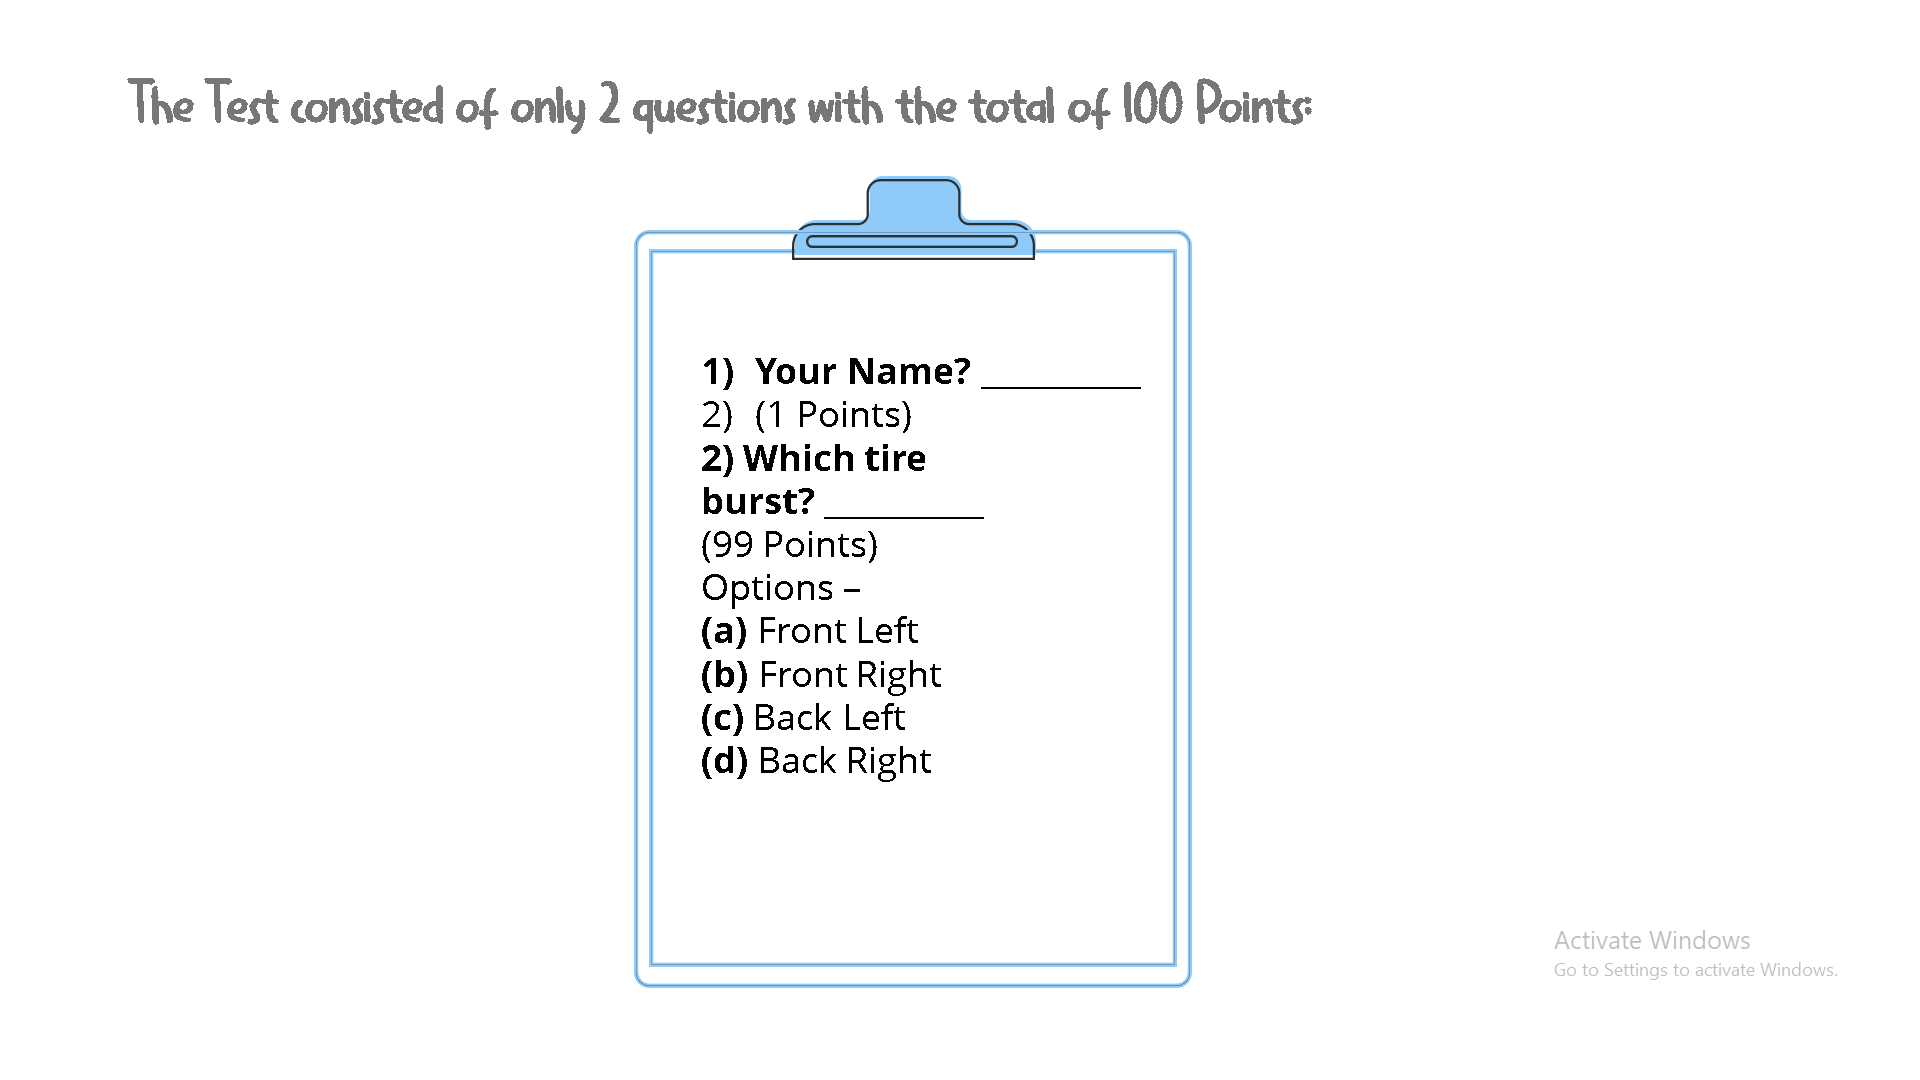 The Test consisted of only 2 questions with the total of 100 Points:
1) Your Name? __________
2) (1 Points)
2) Which tire
burst? __________
(99 Points)
Options –
(a) Front Left
(b) Front Right
(c) Back Left
(d) Back Right
Activate Windows
Go to Settings to activate Windows.